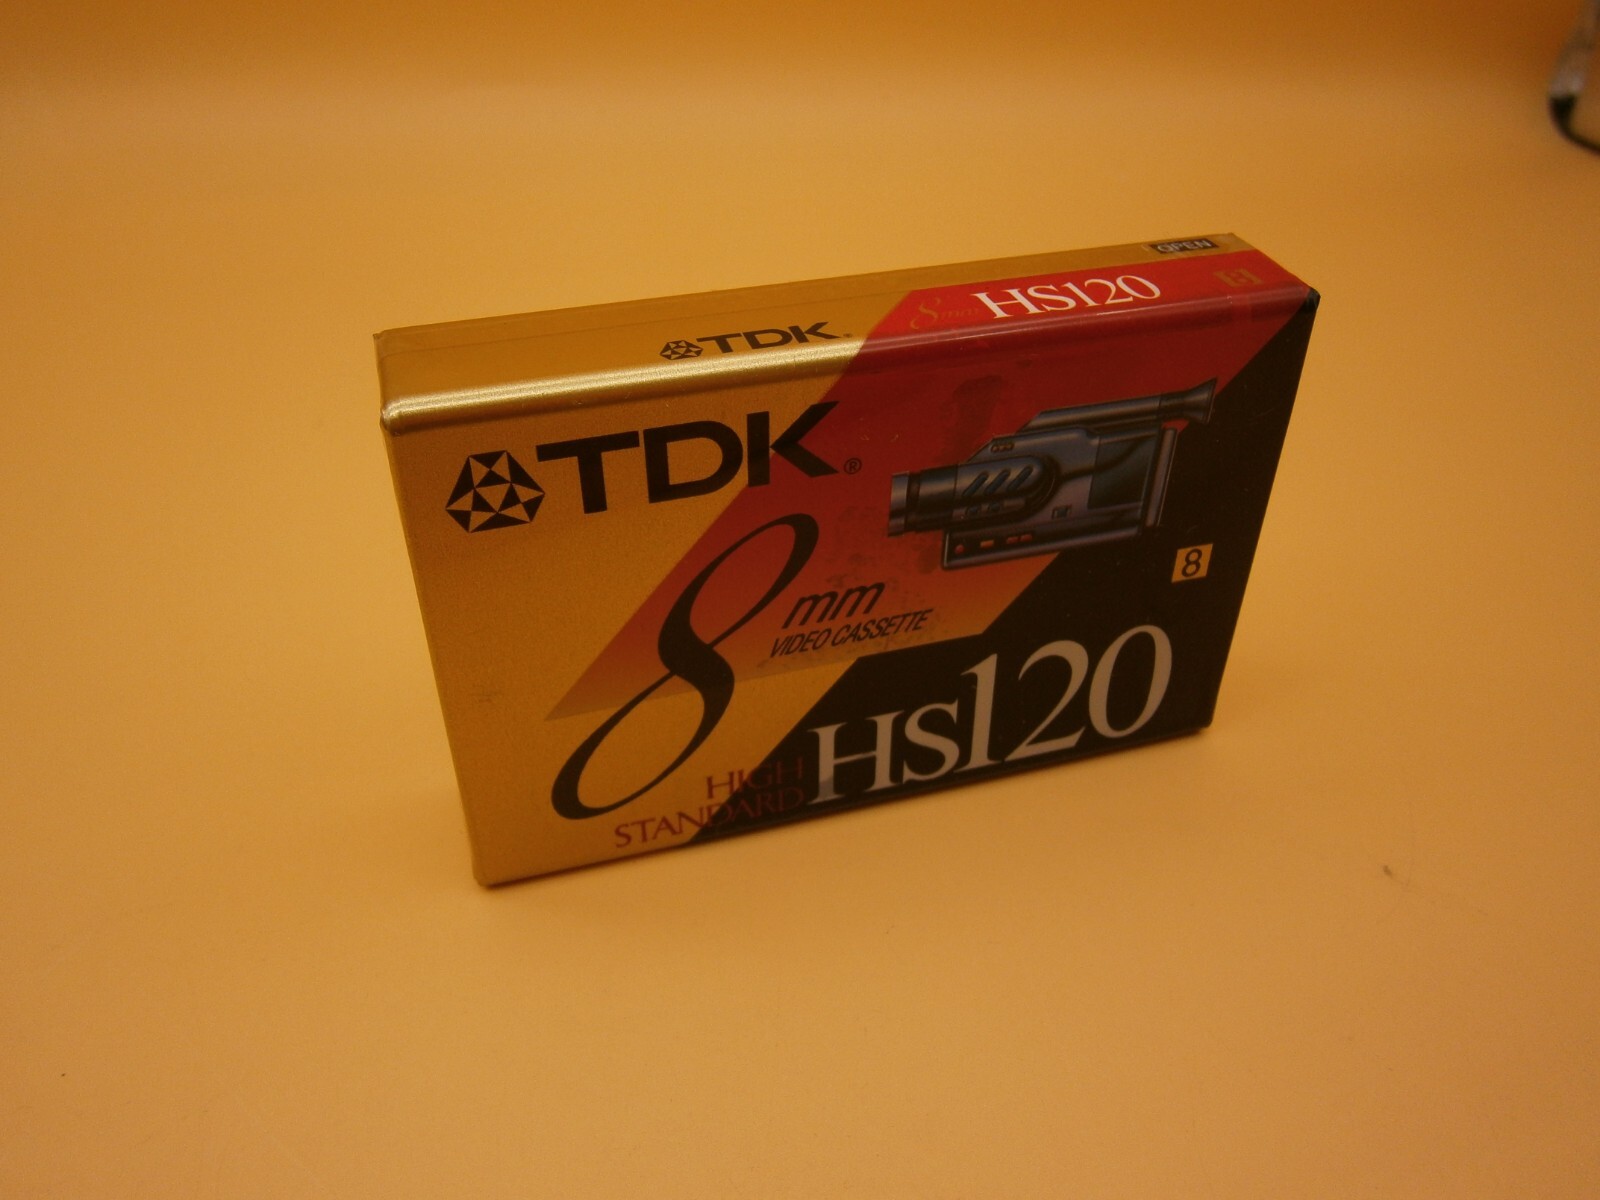 OPEN
TDK®
8mm HS120
TDK®
8 mm
VIDEO CASSETTE
8
HIGH
STANDARD
HS120